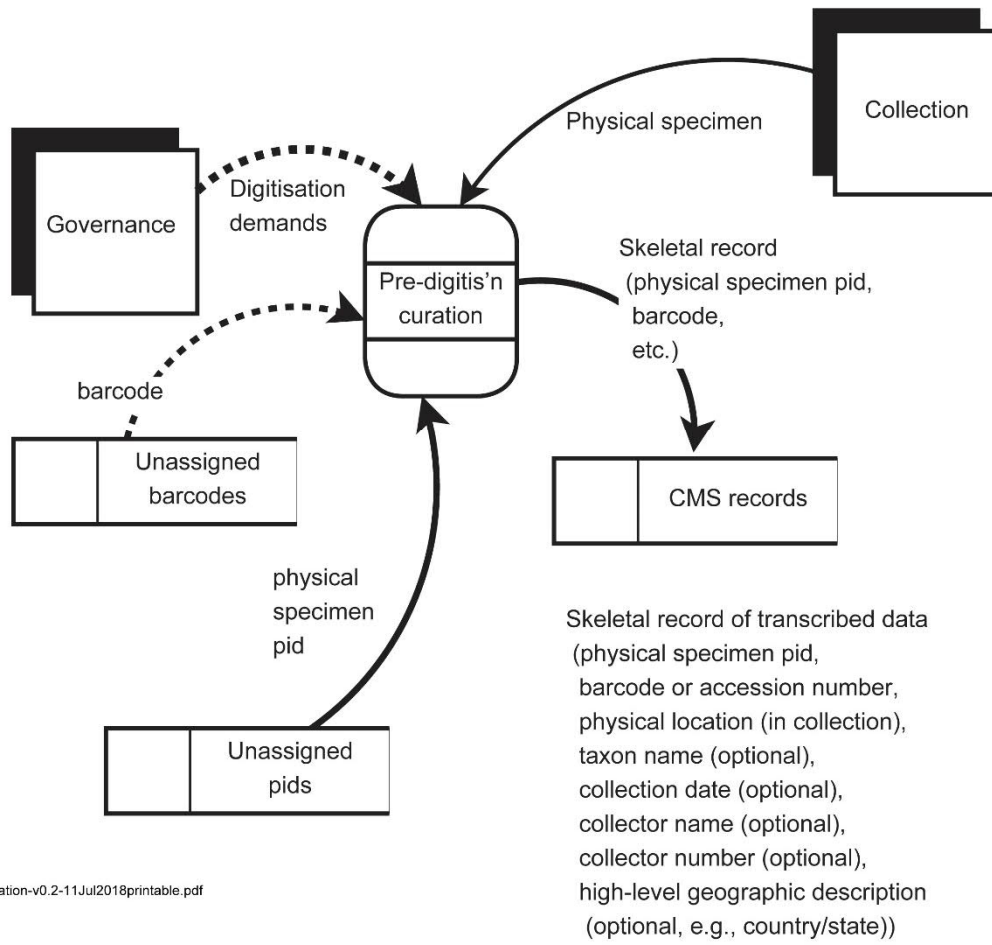 Collection
Physical specimen
Governance
Digitisation
demands
Pre-digitis'n
curation
Skeletal record
(physical specimen pid,
barcode,
etc.)
barcode
Unassigned
barcodes
CMS records
physical
specimen
pid
Unassigned
pids
Skeletal record of transcribed data
(physical specimen pid,
barcode or accession number,
physical location (in collection),
taxon name (optional),
collection date (optional),
collector name (optional),
collector number (optional),
high-level geographic description
(optional, e.g., country/state))
ation-v0.2-11Jul2018printable.pdf